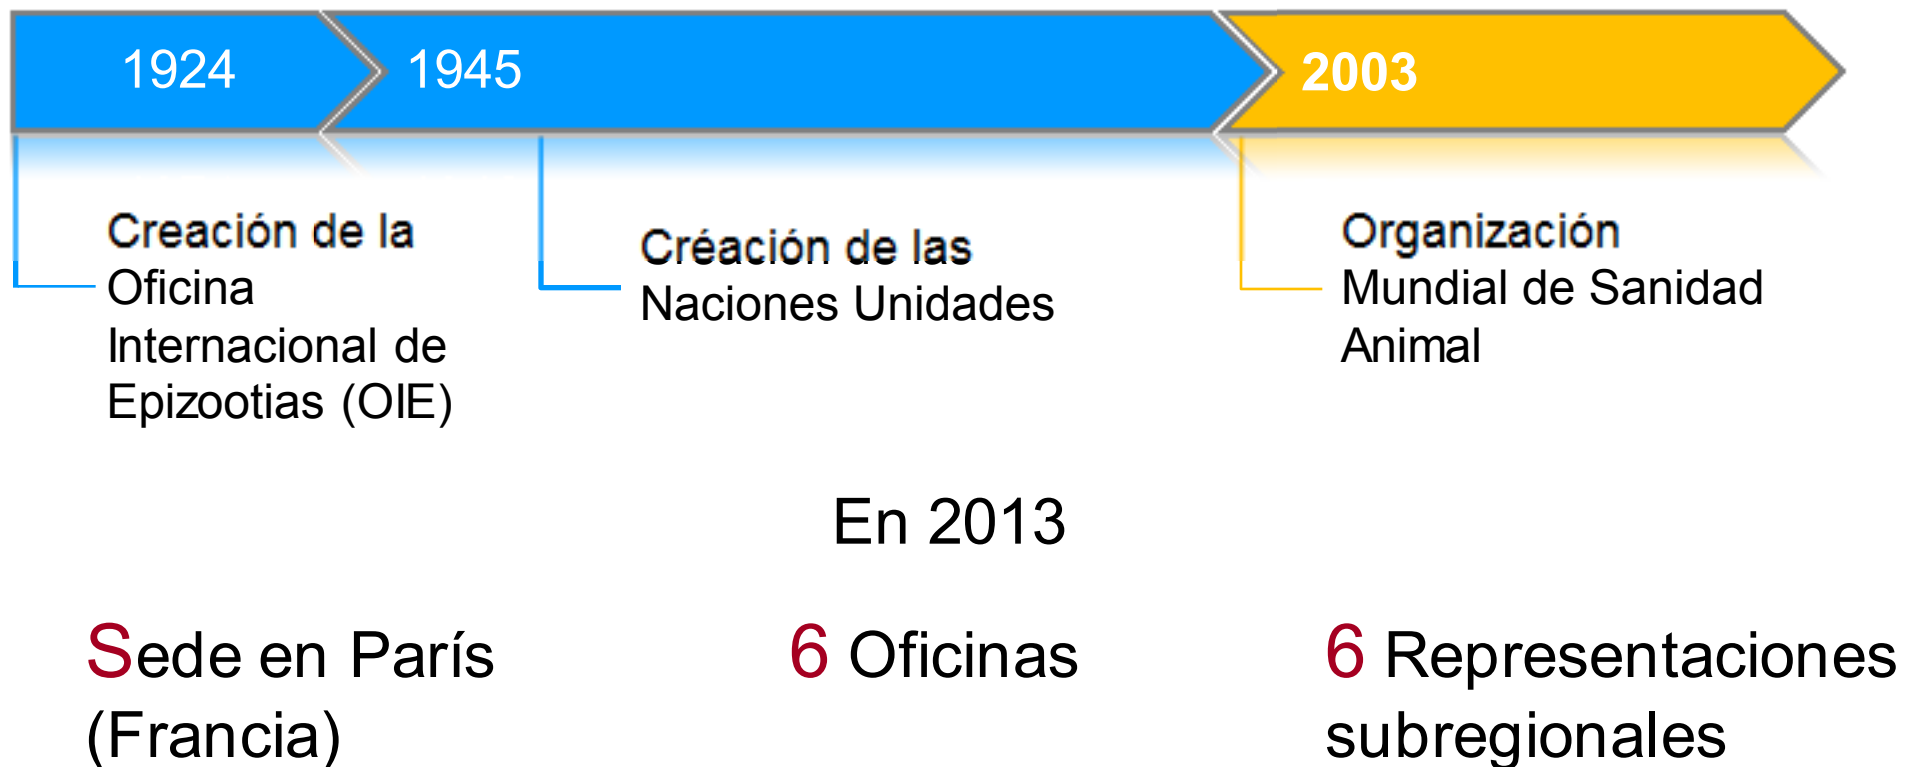 1924
1945
2003
Creación de la
Oficina
Internacional de
Epizootias (OIE)
Créación de las
Naciones Unidades
Organización
Mundial de Sanidad
Animal
En 2013
Sede en París
(Francia)
6 Oficinas
6 Representaciones
subregionales